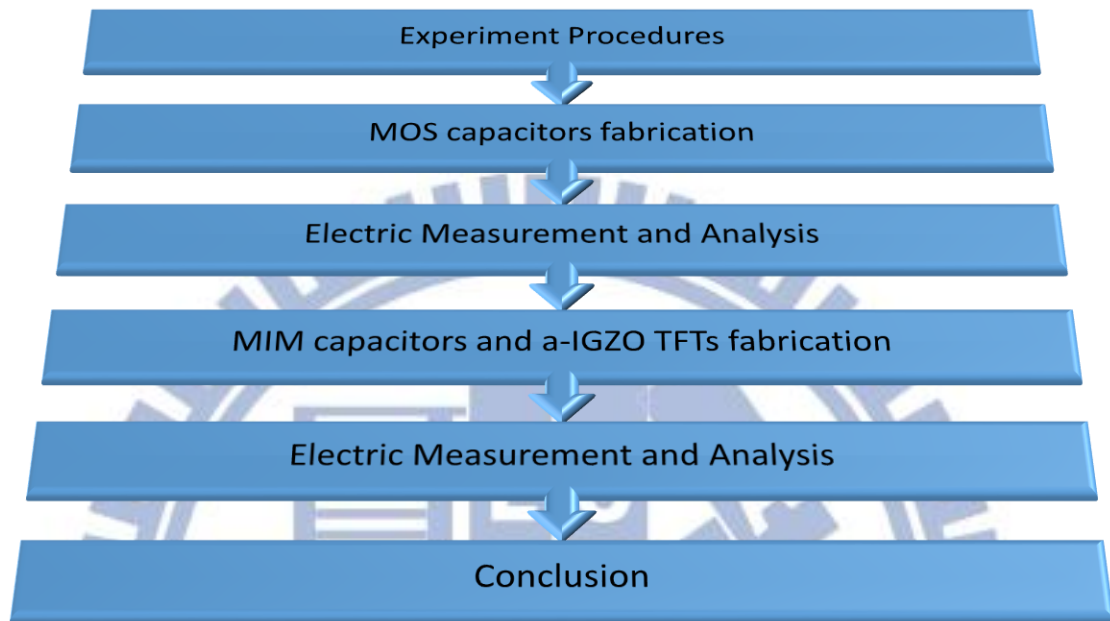 Experiment Procedures
MOS capacitors fabrication
Electric Measurement and Analysis
MIM capacitors and a-IGZO TFTs fabrication
Electric Measurement and Analysis
Conclusion